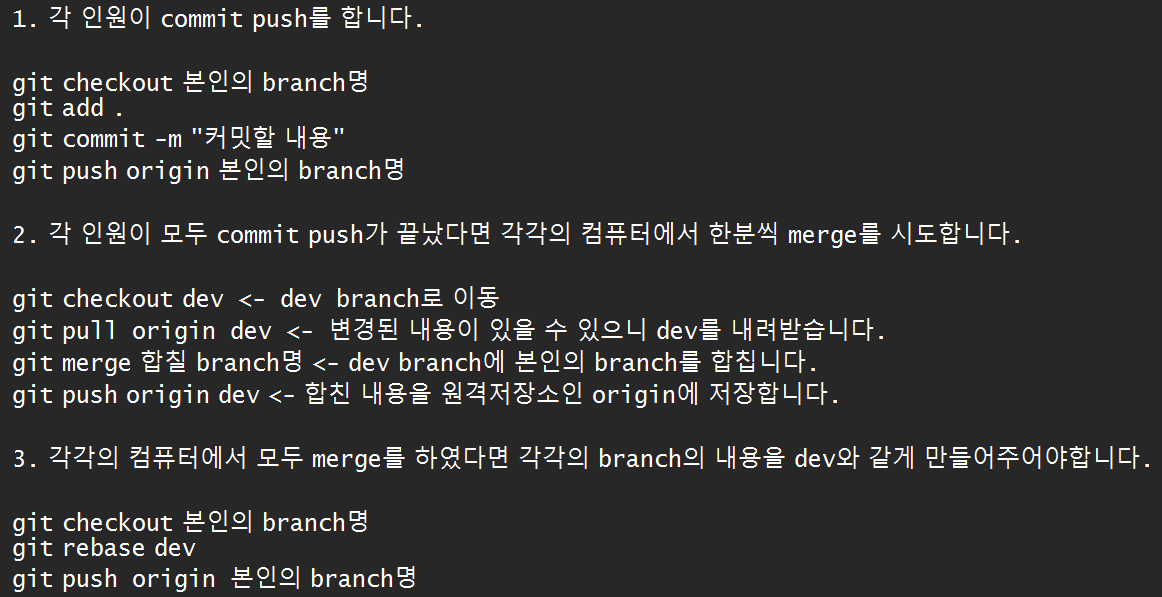 1. 각 인원이 commit push를 합니다.
git checkout 본인의 branch명
git add .
git commit -m "커밋할 내용"
git push origin 본인의 branch명
2. 각 인원이 모두 commit push가 끝났다면 각각의 컴퓨터에서 한분씩 merge를 시도합니다.
git checkout dev <- dev branch로 이동
git pull origin dev <- 변경된 내용이 있을 수 있으니 dev를 내려받습니다.
git merge 합칠 branch명 <- dev branch에 본인의 branch를 합칩니다.
git push origin dev <- 합친 내용을 원격저장소인 origin에 저장합니다.
3. 각각의 컴퓨터에서 모두 merge를 하였다면 각각의 branch의 내용을 dev와 같게 만들어주어야합니다.
git checkout 본인의 branch명
git rebase dev
git push origin 본인의 branch명